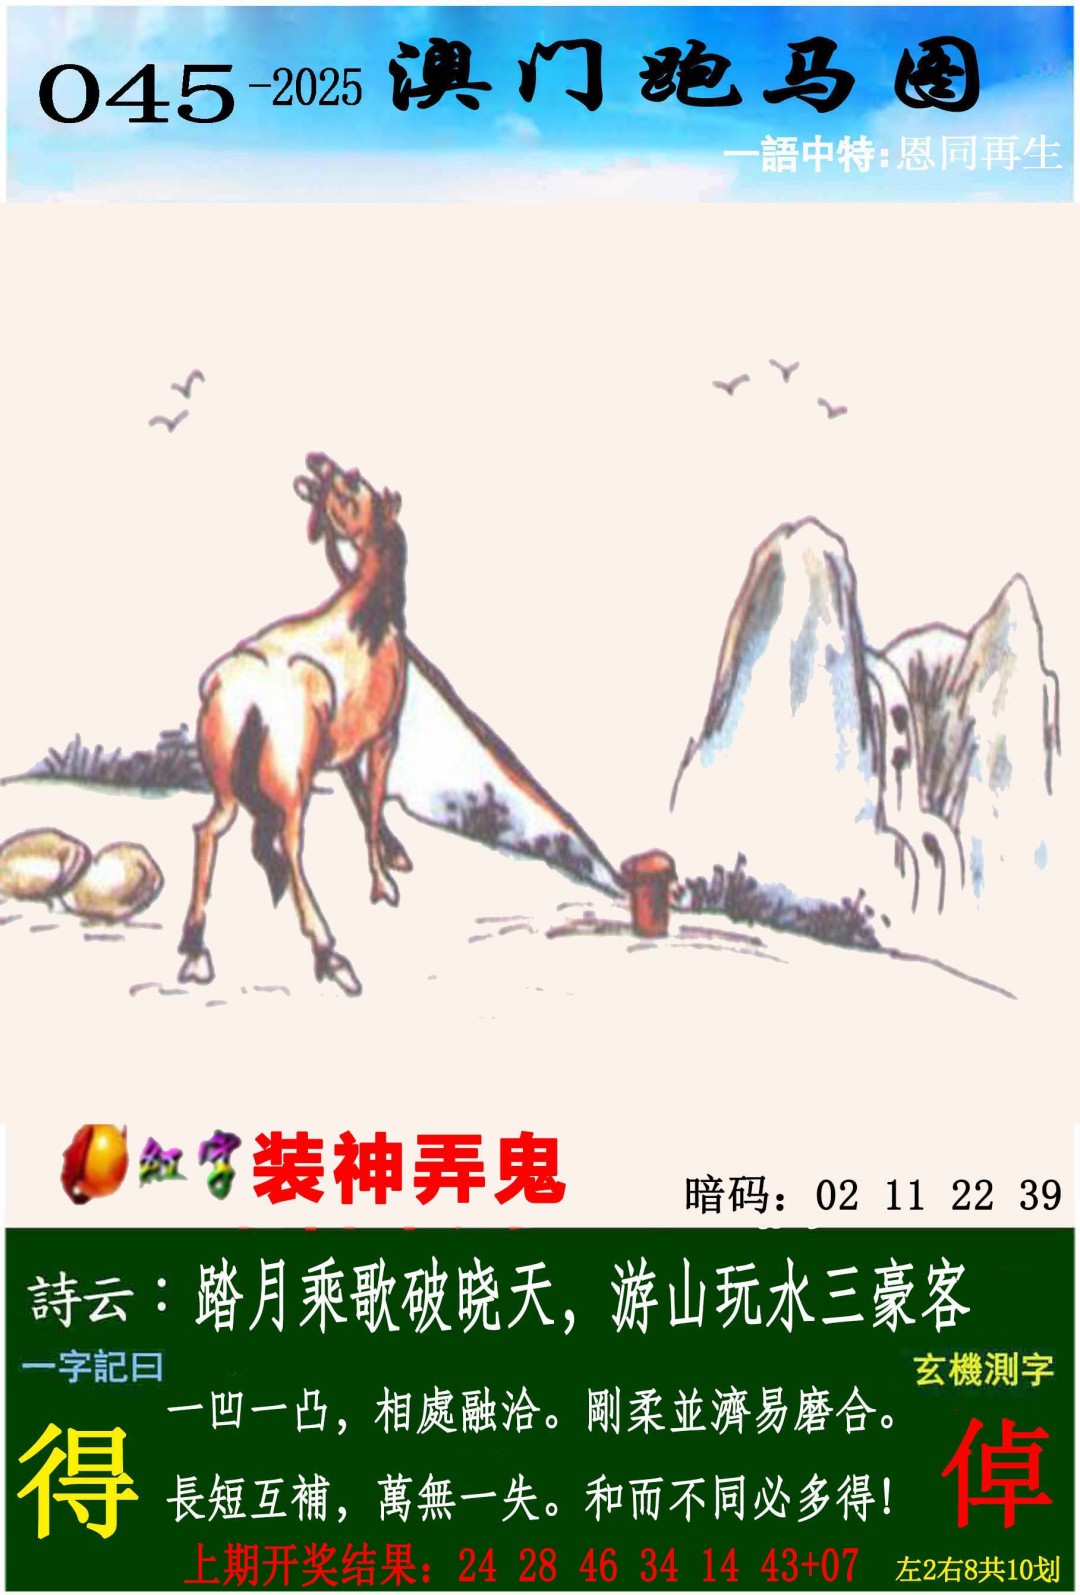 045-2025 澳门跑马图
一語中特:恩同再生
红字 装神弄鬼
暗码: 02 11 22 39
詩云：踏月乘歌破晓天，游山玩水三豪客
一字記曰
玄機測字
得
一凹一凸，相處融洽。剛柔並濟易磨合。
長短互補，萬無一失。和而不同必多得!
倬
上期开奖结果：24 28 46 34 14 43+07
左2右8共10划